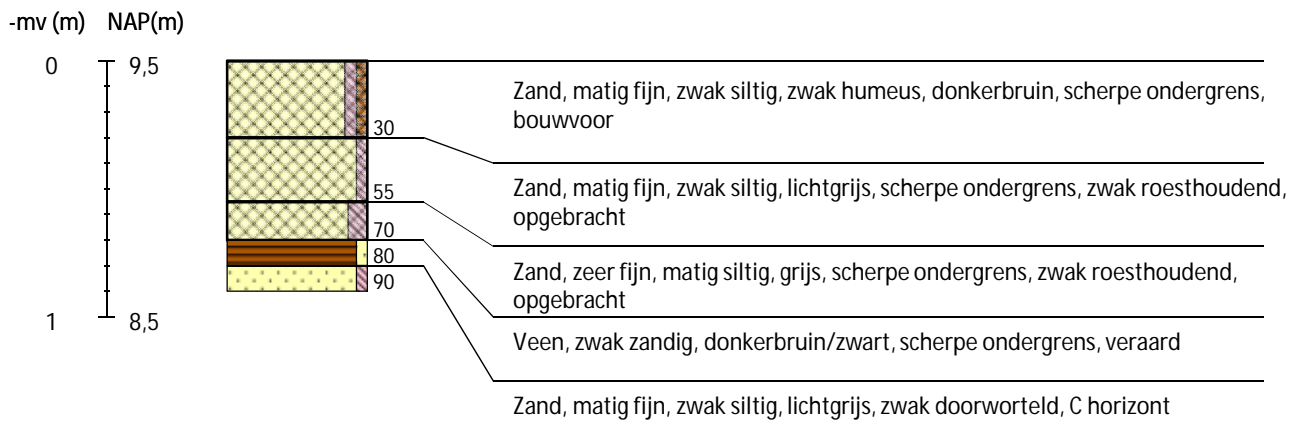 -mv (m) NAP(m)
0 9,5
Zand, matig fijn, zwak siltig, zwak humeus, donkerbruin, scherpe ondergrens,
bouwvoor
30
Zand, matig fijn, zwak siltig, lichtgrijs, scherpe ondergrens, zwak roesthoudend,
opgebracht
55
70
Zand, zeer fijn, matig siltig, grijs, scherpe ondergrens, zwak roesthoudend,
opgebracht
80
90
1 8,5
Veen, zwak zandig, donkerbruin/zwart, scherpe ondergrens, veraard
Zand, matig fijn, zwak siltig, lichtgrijs, zwak doorworteld, C horizont